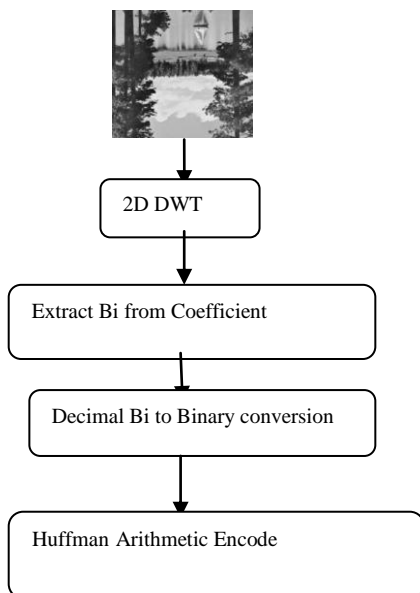 2D DWT
Extract Bi from Coefficient
Decimal Bi to Binary conversion
Huffman Arithmetic Encode